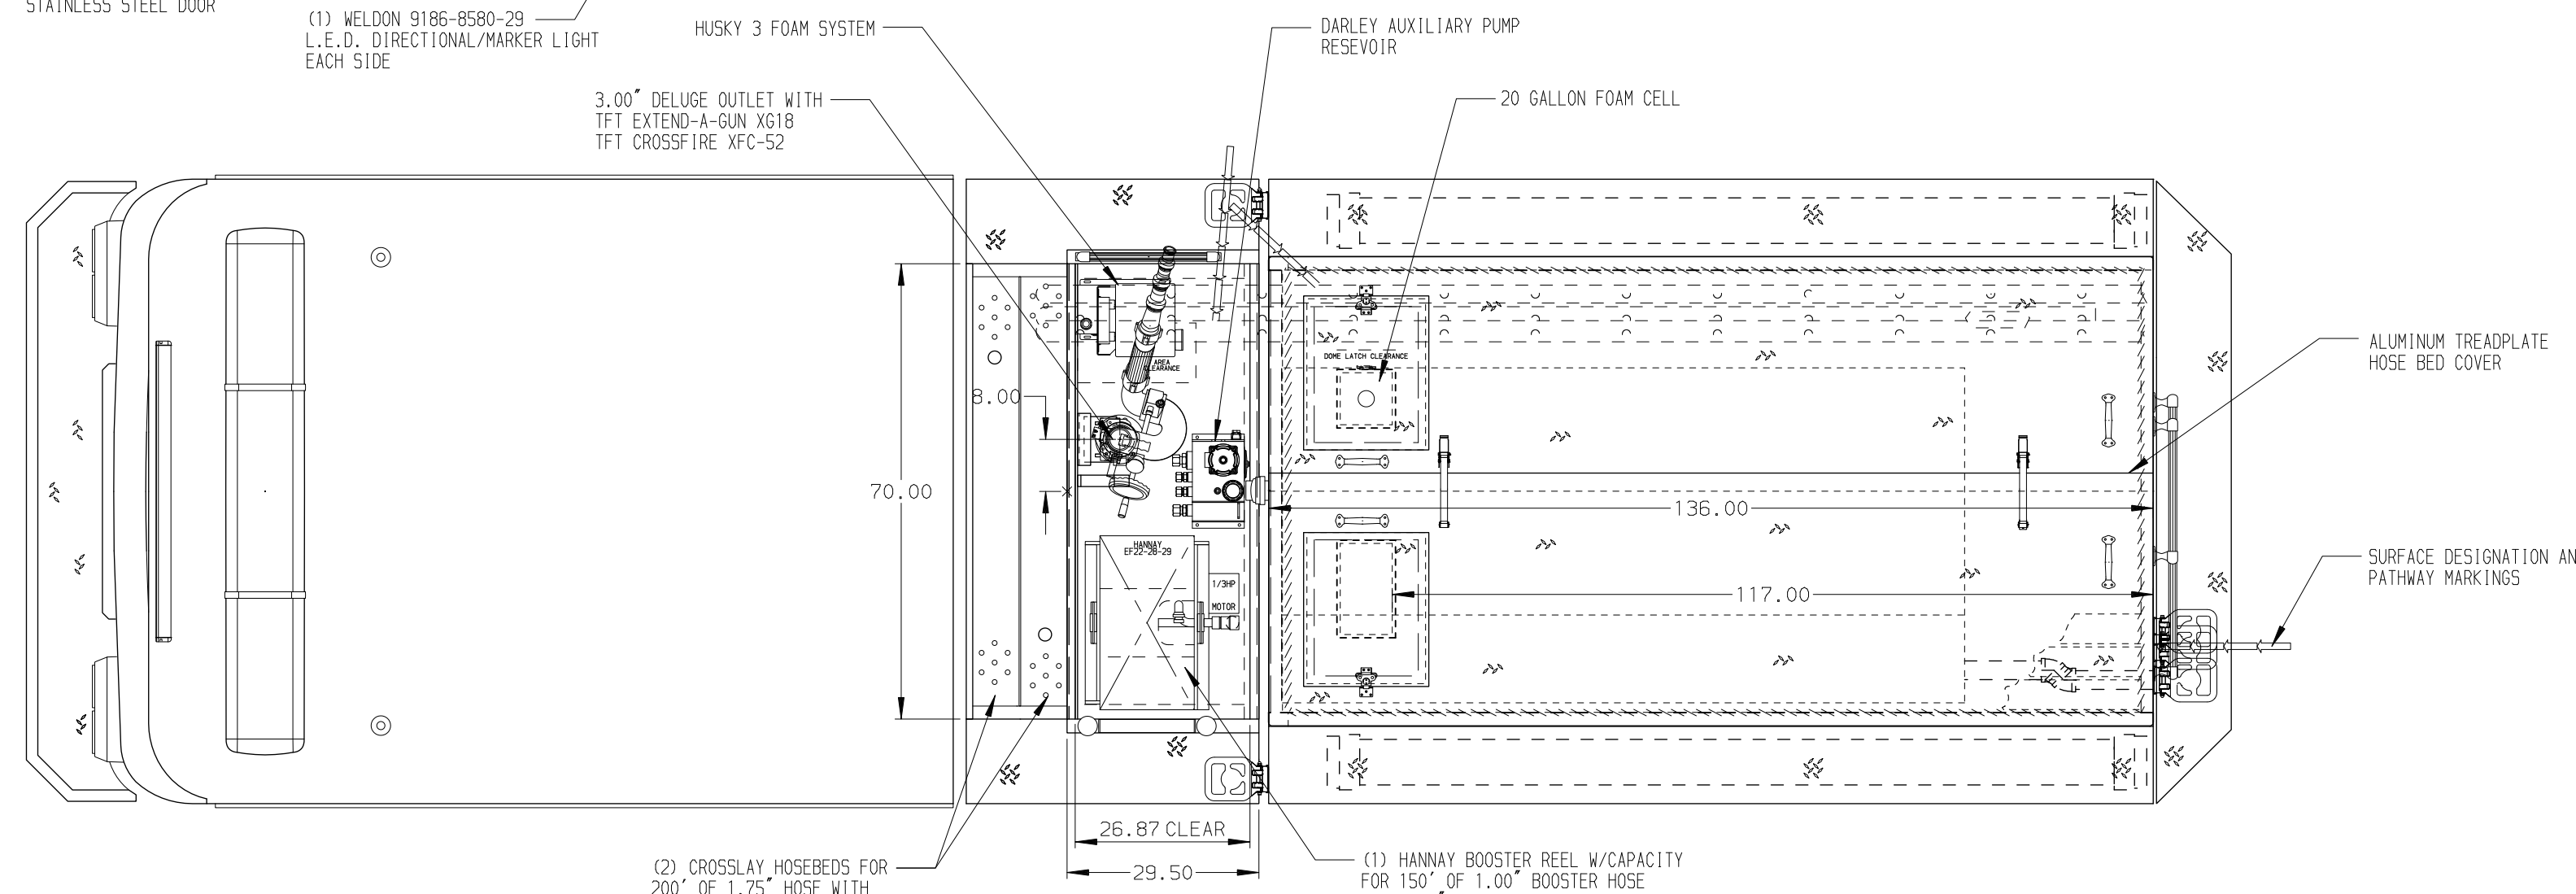 STAINLESS STEEL DOOR
(1) WELDON 9186-8580-29
L.E.D. DIRECTIONAL/MARKER LIGHT
EACH SIDE
HUSKY 3 FOAM SYSTEM
DARLEY AUXILIARY PUMP
RESEVOIR
3.00" DELUGE OUTLET WITH
TFT EXTEND-A-GUN XG18
TFT CROSSFIRE XFC-52
20 GALLON FOAM CELL
ALUMINUM TREADPLATE
HOSE BED COVER
DOME LATCH CLEARANCE
AREA
CLEARANCE
8.00
70.00
136.00
HANNAY
EF22-28-29
1/3HP
MOTOR
117.00
SURFACE DESIGNATION AN
PATHWAY MARKINGS
26.87 CLEAR
29.50
(2) CROSSLAY HOSEBEDS FOR
200' OF 1.75" HOSE WITH
(1) HANNAY BOOSTER REEL W/CAPACITY
FOR 150' OF 1.00" BOOSTER HOSE